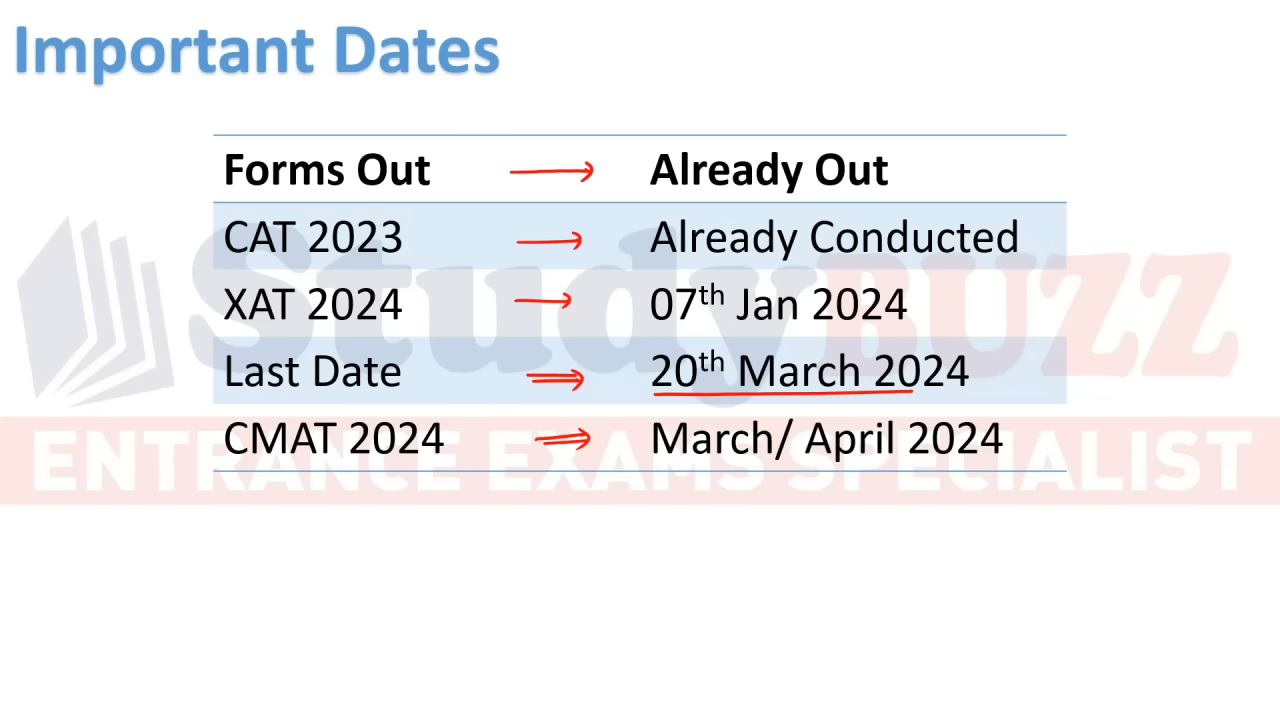 Important Dates
Forms Out Already Out
CAT 2023 Already Conducted
XAT 2024 07th Jan 2024
Last Date 20th March 2024
CMAT 2024 March/ April 2024
StudyBUZZ
ENTRANCE EXAMS SPECIALIST